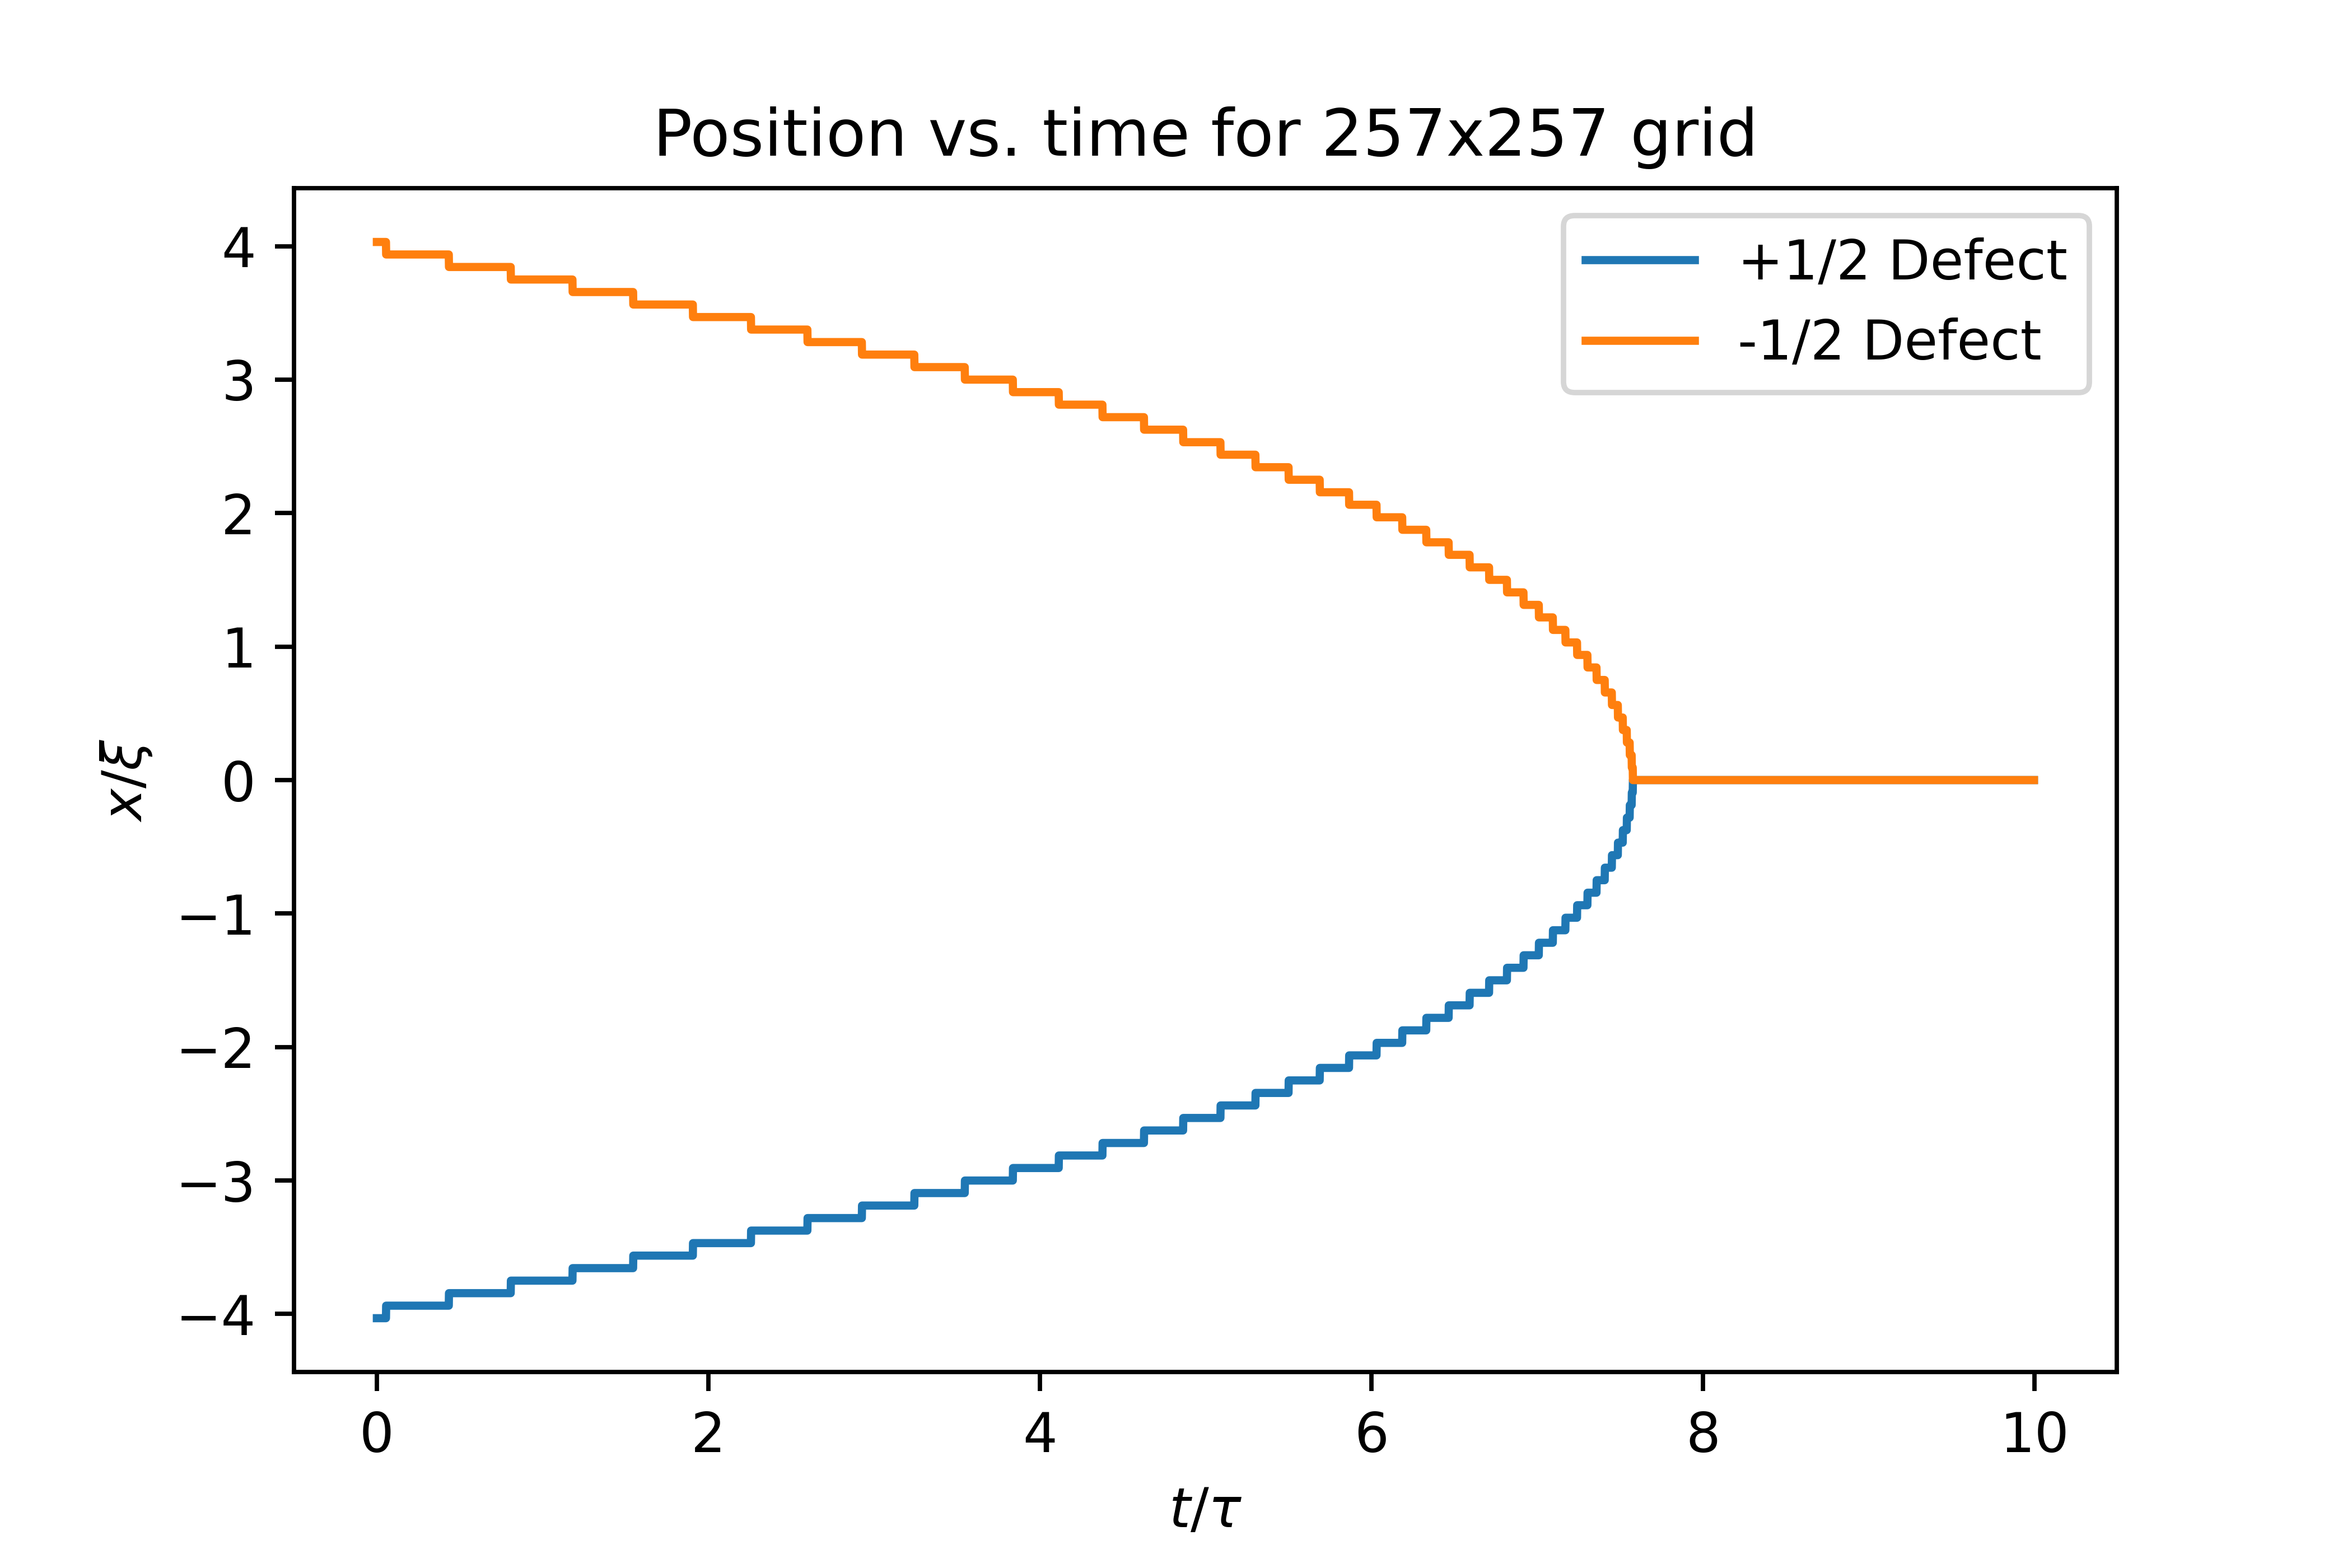 Position vs. time for 257x257 grid
+1/2 Defect
-1/2 Defect
4
3
2
1
0
−1
−2
−3
−4
x/ξ
0 2 4 6 8 10
t/τ